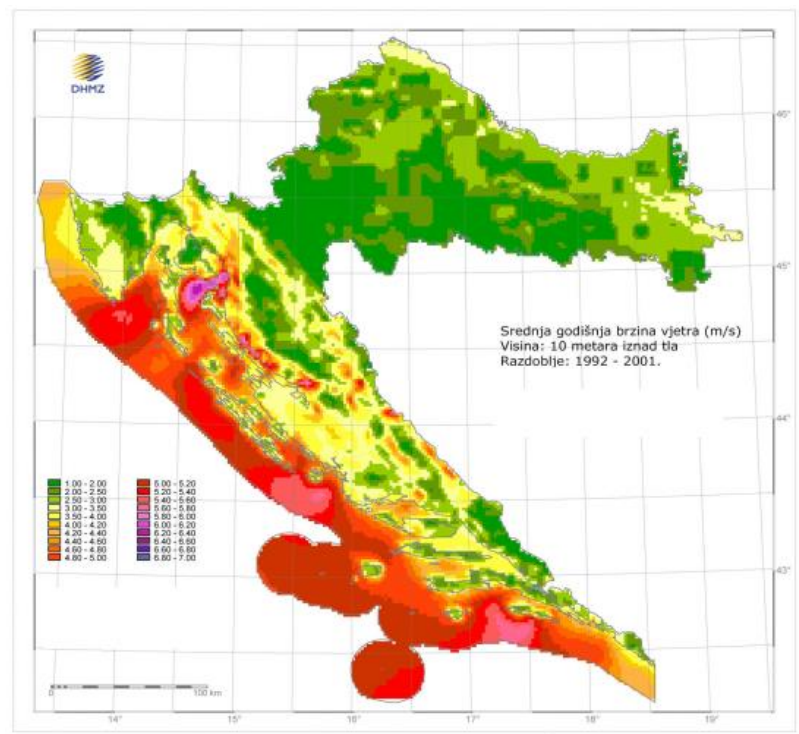 DHMZ
46°
45°
Srednja godišnja brzina vjetra (m/s)
Visina: 10 metara iznad tla
Razdoblje: 1992 - 2001.
44°
1.00 - 2.00
2.00 - 2.50
2.50 - 3.00
3.00 - 3.50
3.50 - 4.00
4.00 - 4.20
4.20 - 4.40
4.40 - 4.60
4.60 - 4.80
4.80 - 5.00
5.00 - 5.20
5.20 - 5.40
5.40 - 5.60
5.60 - 5.80
5.80 - 6.00
6.00 - 6.20
6.20 - 6.40
6.40 - 6.60
6.60 - 6.80
6.80 - 7.00
43°
0 100 km
14° 15° 16° 17° 18° 19°